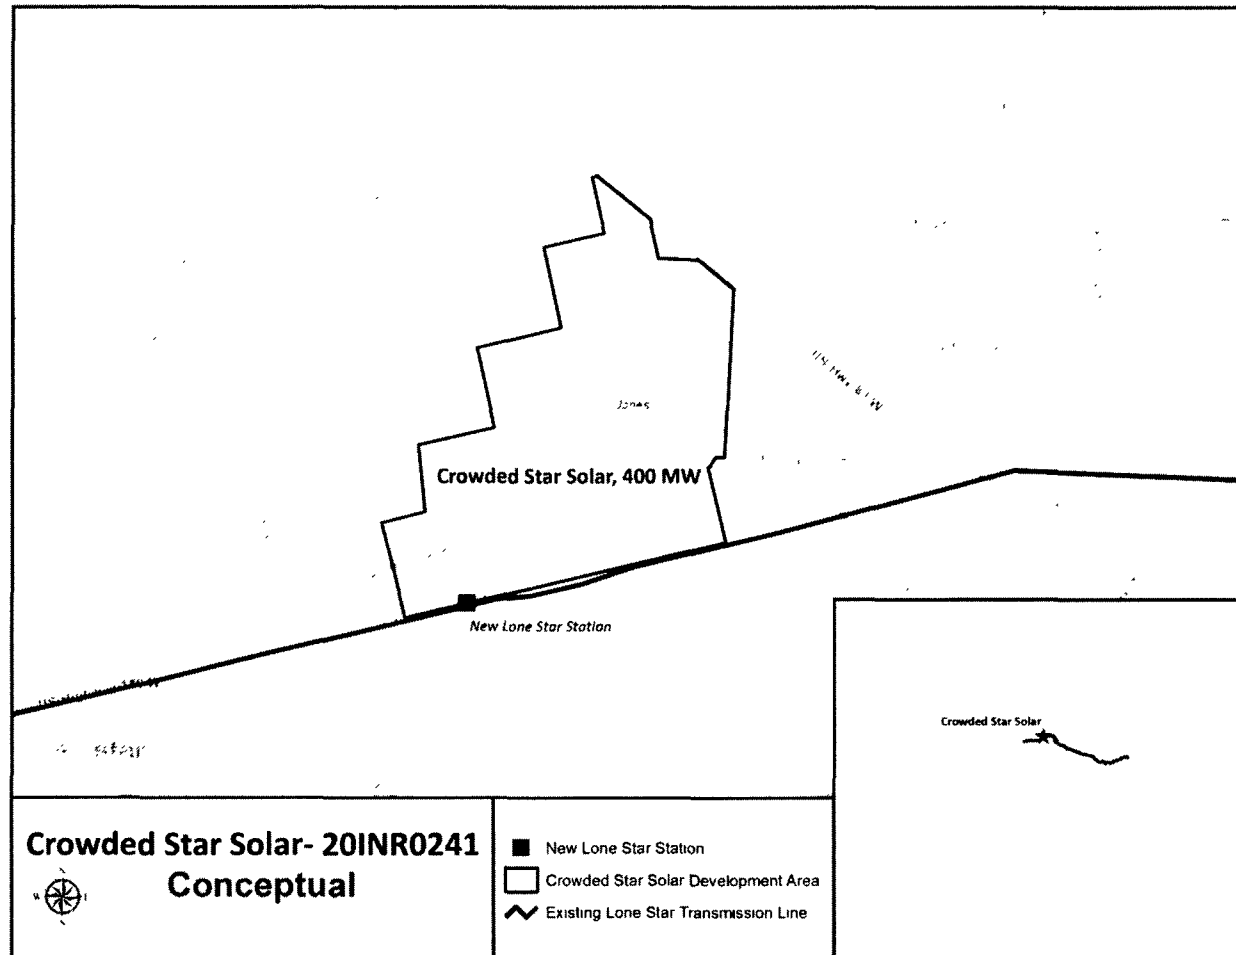 Jones
Crowded Star Solar, 400 MW
New Lone Star Station
Crowded Star Solar
Crowded Star Solar- 20INR0241
Conceptual
W
New Lone Star Station
Crowded Star Solar Development Area
Existing Lone Star Transmission Line